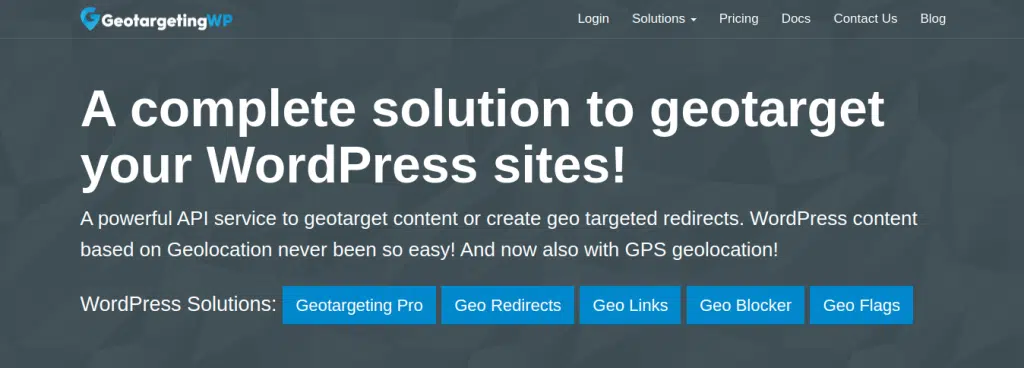 GeotargetingWP
Login Solutions Pricing Docs Contact Us Blog
A complete solution to geotarget
your WordPress sites!
A powerful API service to geotarget content or create geo targeted redirects. WordPress content
based on Geolocation never been so easy! And now also with GPS geolocation!
WordPress Solutions: Geotargeting Pro Geo Redirects Geo Links Geo Blocker Geo Flags